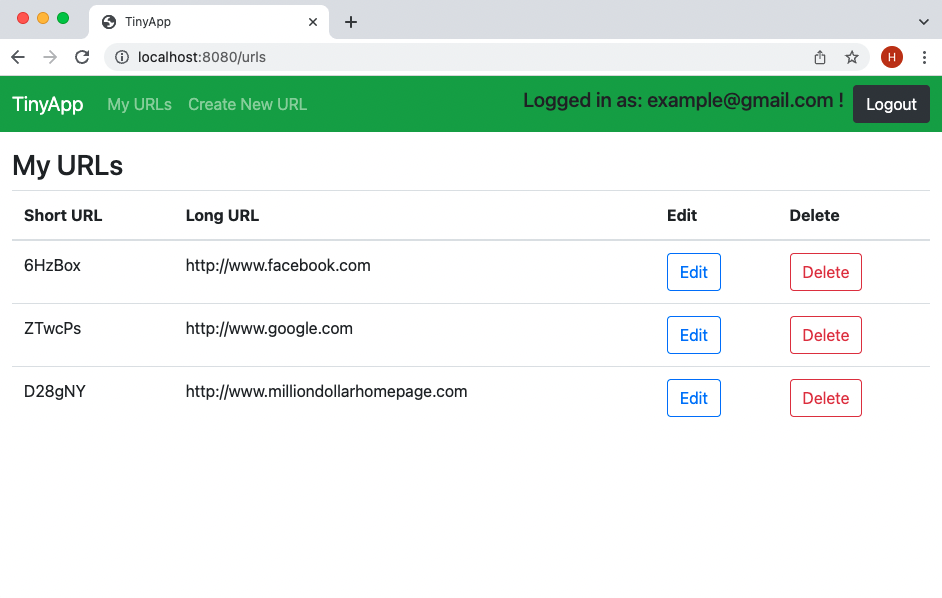 TinyApp
localhost:8080/urls
H
TinyApp My URLs Create New URL Logged in as: example@gmail.com ! Logout
My URLs
Short URL Long URL Edit Delete
6HzBox http://www.facebook.com Edit Delete
ZTwcPs http://www.google.com Edit Delete
D28gNY http://www.milliondollarhomepage.com Edit Delete